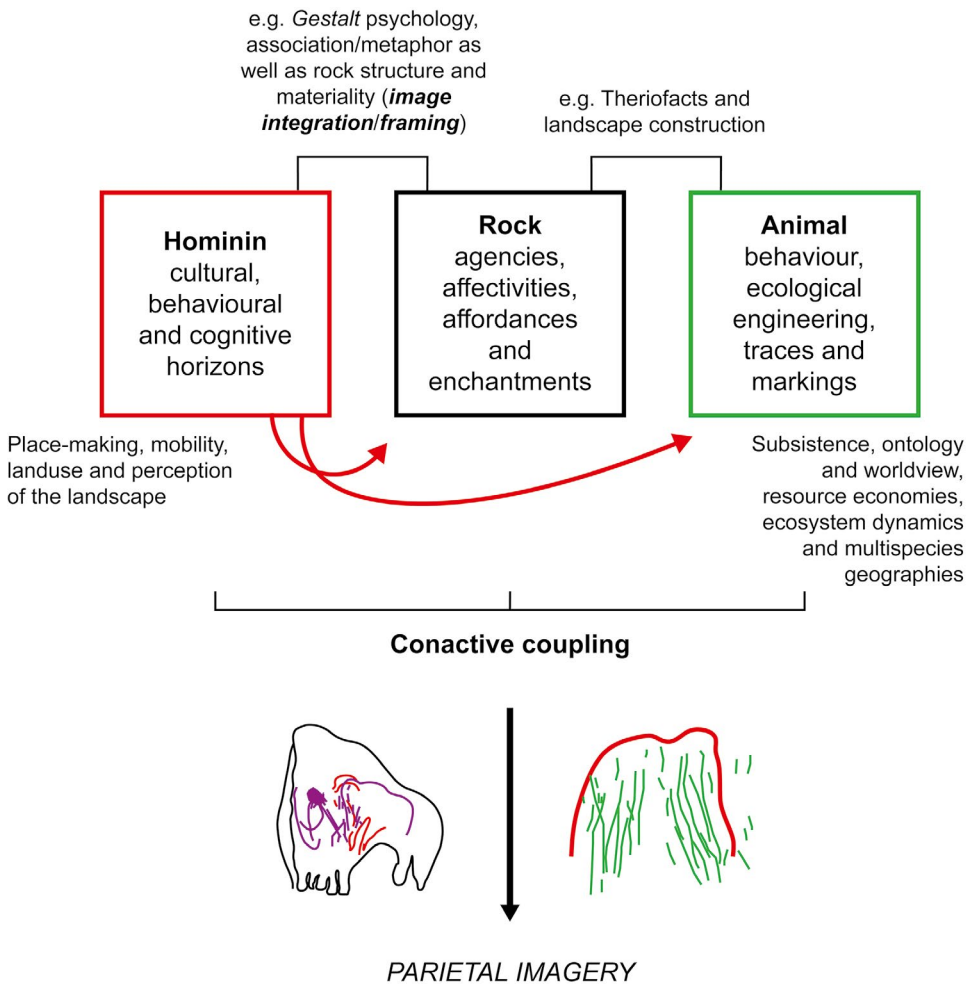 e.g. Gestalt psychology,
association/metaphor as
well as rock structure and
materiality (image
integration/framing)
e.g. Theriofacts and
landscape construction
Hominin
cultural,
behavioural
and cognitive
horizons
Rock
agencies,
affectivities,
affordances
and
enchantments
Animal
behaviour,
ecological
engineering,
traces and
markings
Place-making, mobility,
landuse and perception
of the landscape
Subsistence, ontology
and worldview,
resource economies,
ecosystem dynamics
and multispecies
geographies
Conactive coupling
PARIETAL IMAGERY